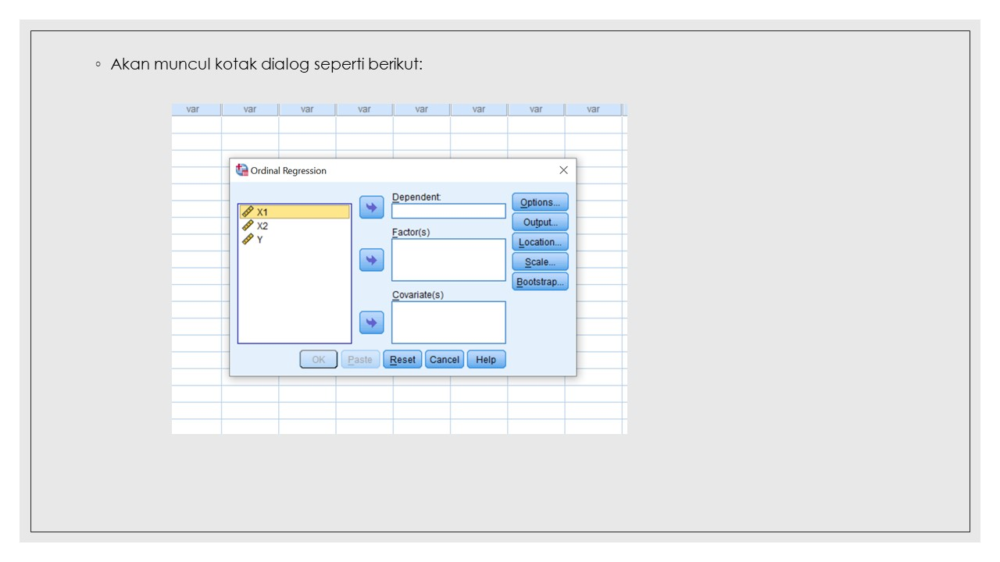 ◦ Akan muncul kotak dialog seperti berikut:
var var var var var var var var
Ordinal Regression
X1
X2
Y
Dependent:
Factor(s)
Covariate(s)
Options...
Output...
Location...
Scale...
Bootstrap...
OK Paste Reset Cancel Help